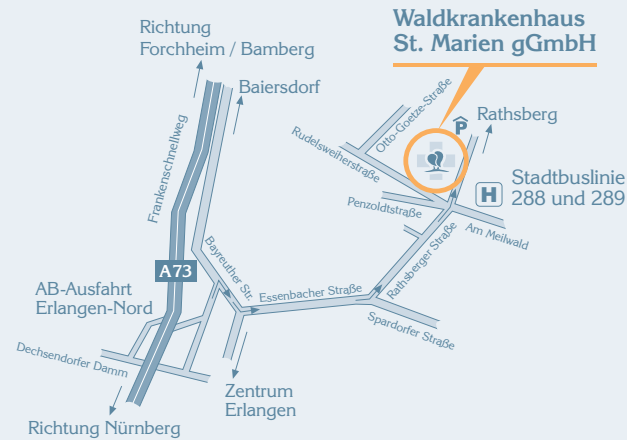 Waldkrankenhaus
St. Marien gGmbH
Richtung
Forchheim / Bamberg
Baiersdorf
Otto-Goetze-Straße
P
Rathsberg
Rudelsweiherstraße
Frankenschnellweg
H
Stadtbuslinie
288 und 289
Penzoldtstraße
Am Meilwald
Bayreuther Str.
Rathsberger Straße
A73
AB-Ausfahrt
Erlangen-Nord
Essenbacher Straße
Spardorfer Straße
Dechsendorfer Damm
Zentrum
Erlangen
Richtung Nürnberg